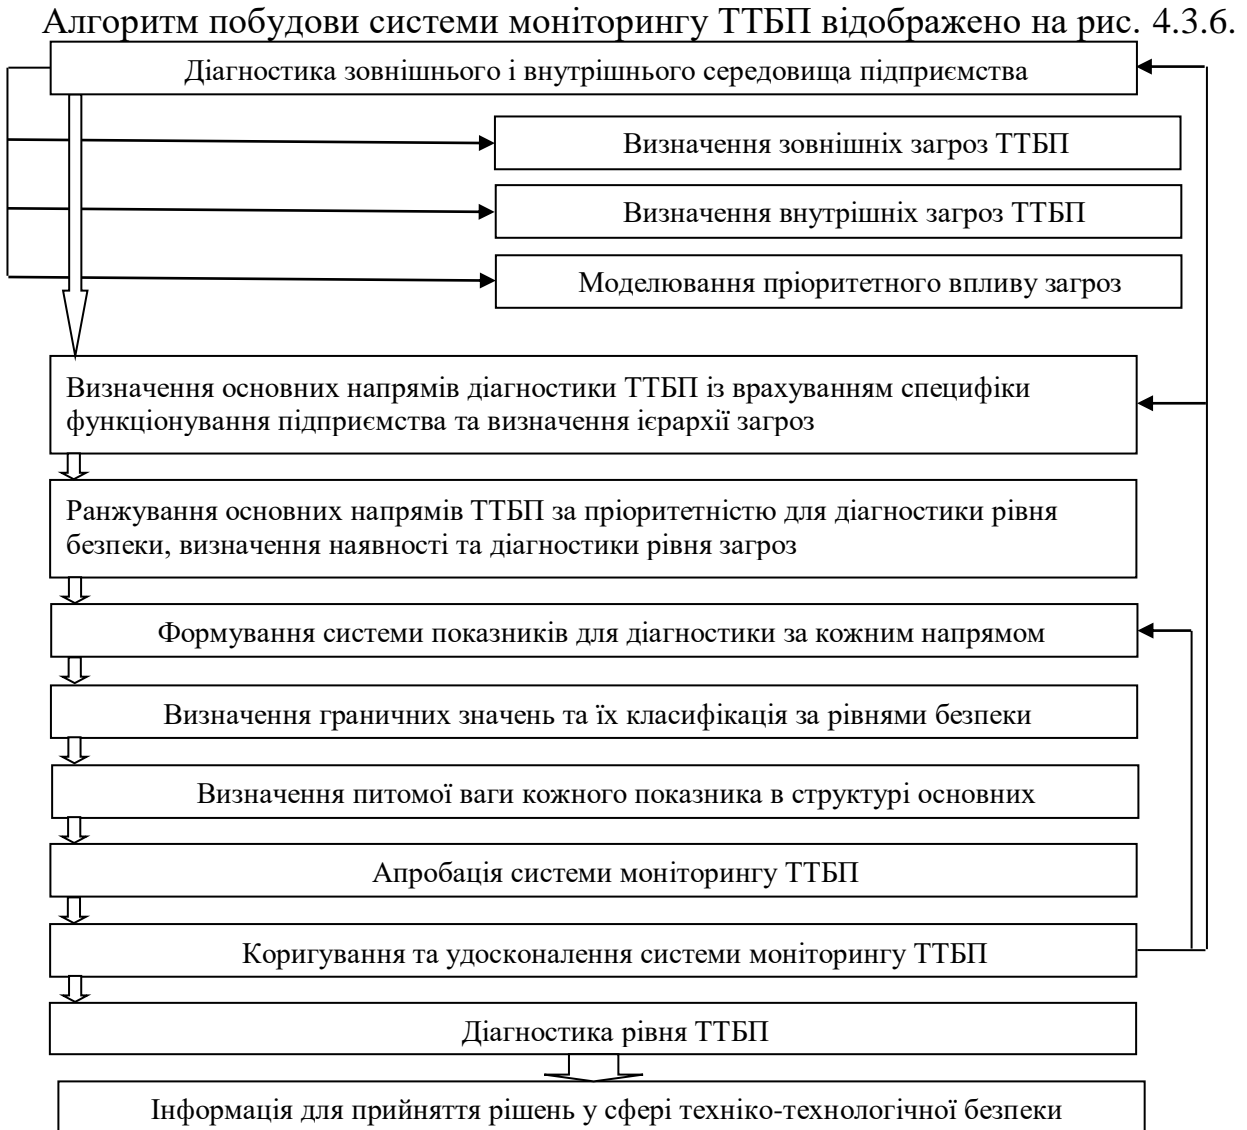 Алгоритм побудови системи моніторингу ТТБП відображено на рис. 4.3.6.
Діагностика зовнішнього і внутрішнього середовища підприємства
Визначення зовнішніх загроз ТТБП
Визначення внутрішніх загроз ТТБП
Моделювання пріоритетного впливу загроз
Визначення основних напрямів діагностики ТТБП із врахуванням специфіки
функціонування підприємства та визначення ієрархії загроз
Ранжування основних напрямів ТТБП за пріоритетністю для діагностики рівня
безпеки, визначення наявності та діагностики рівня загроз
Формування системи показників для діагностики за кожним напрямом
Визначення граничних значень та їх класифікація за рівнями безпеки
Визначення питомої ваги кожного показника в структурі основних
Апробація системи моніторингу ТТБП
Коригування та удосконалення системи моніторингу ТТБП
Діагностика рівня ТТБП
Інформація для прийняття рішень у сфері техніко-технологічної безпеки